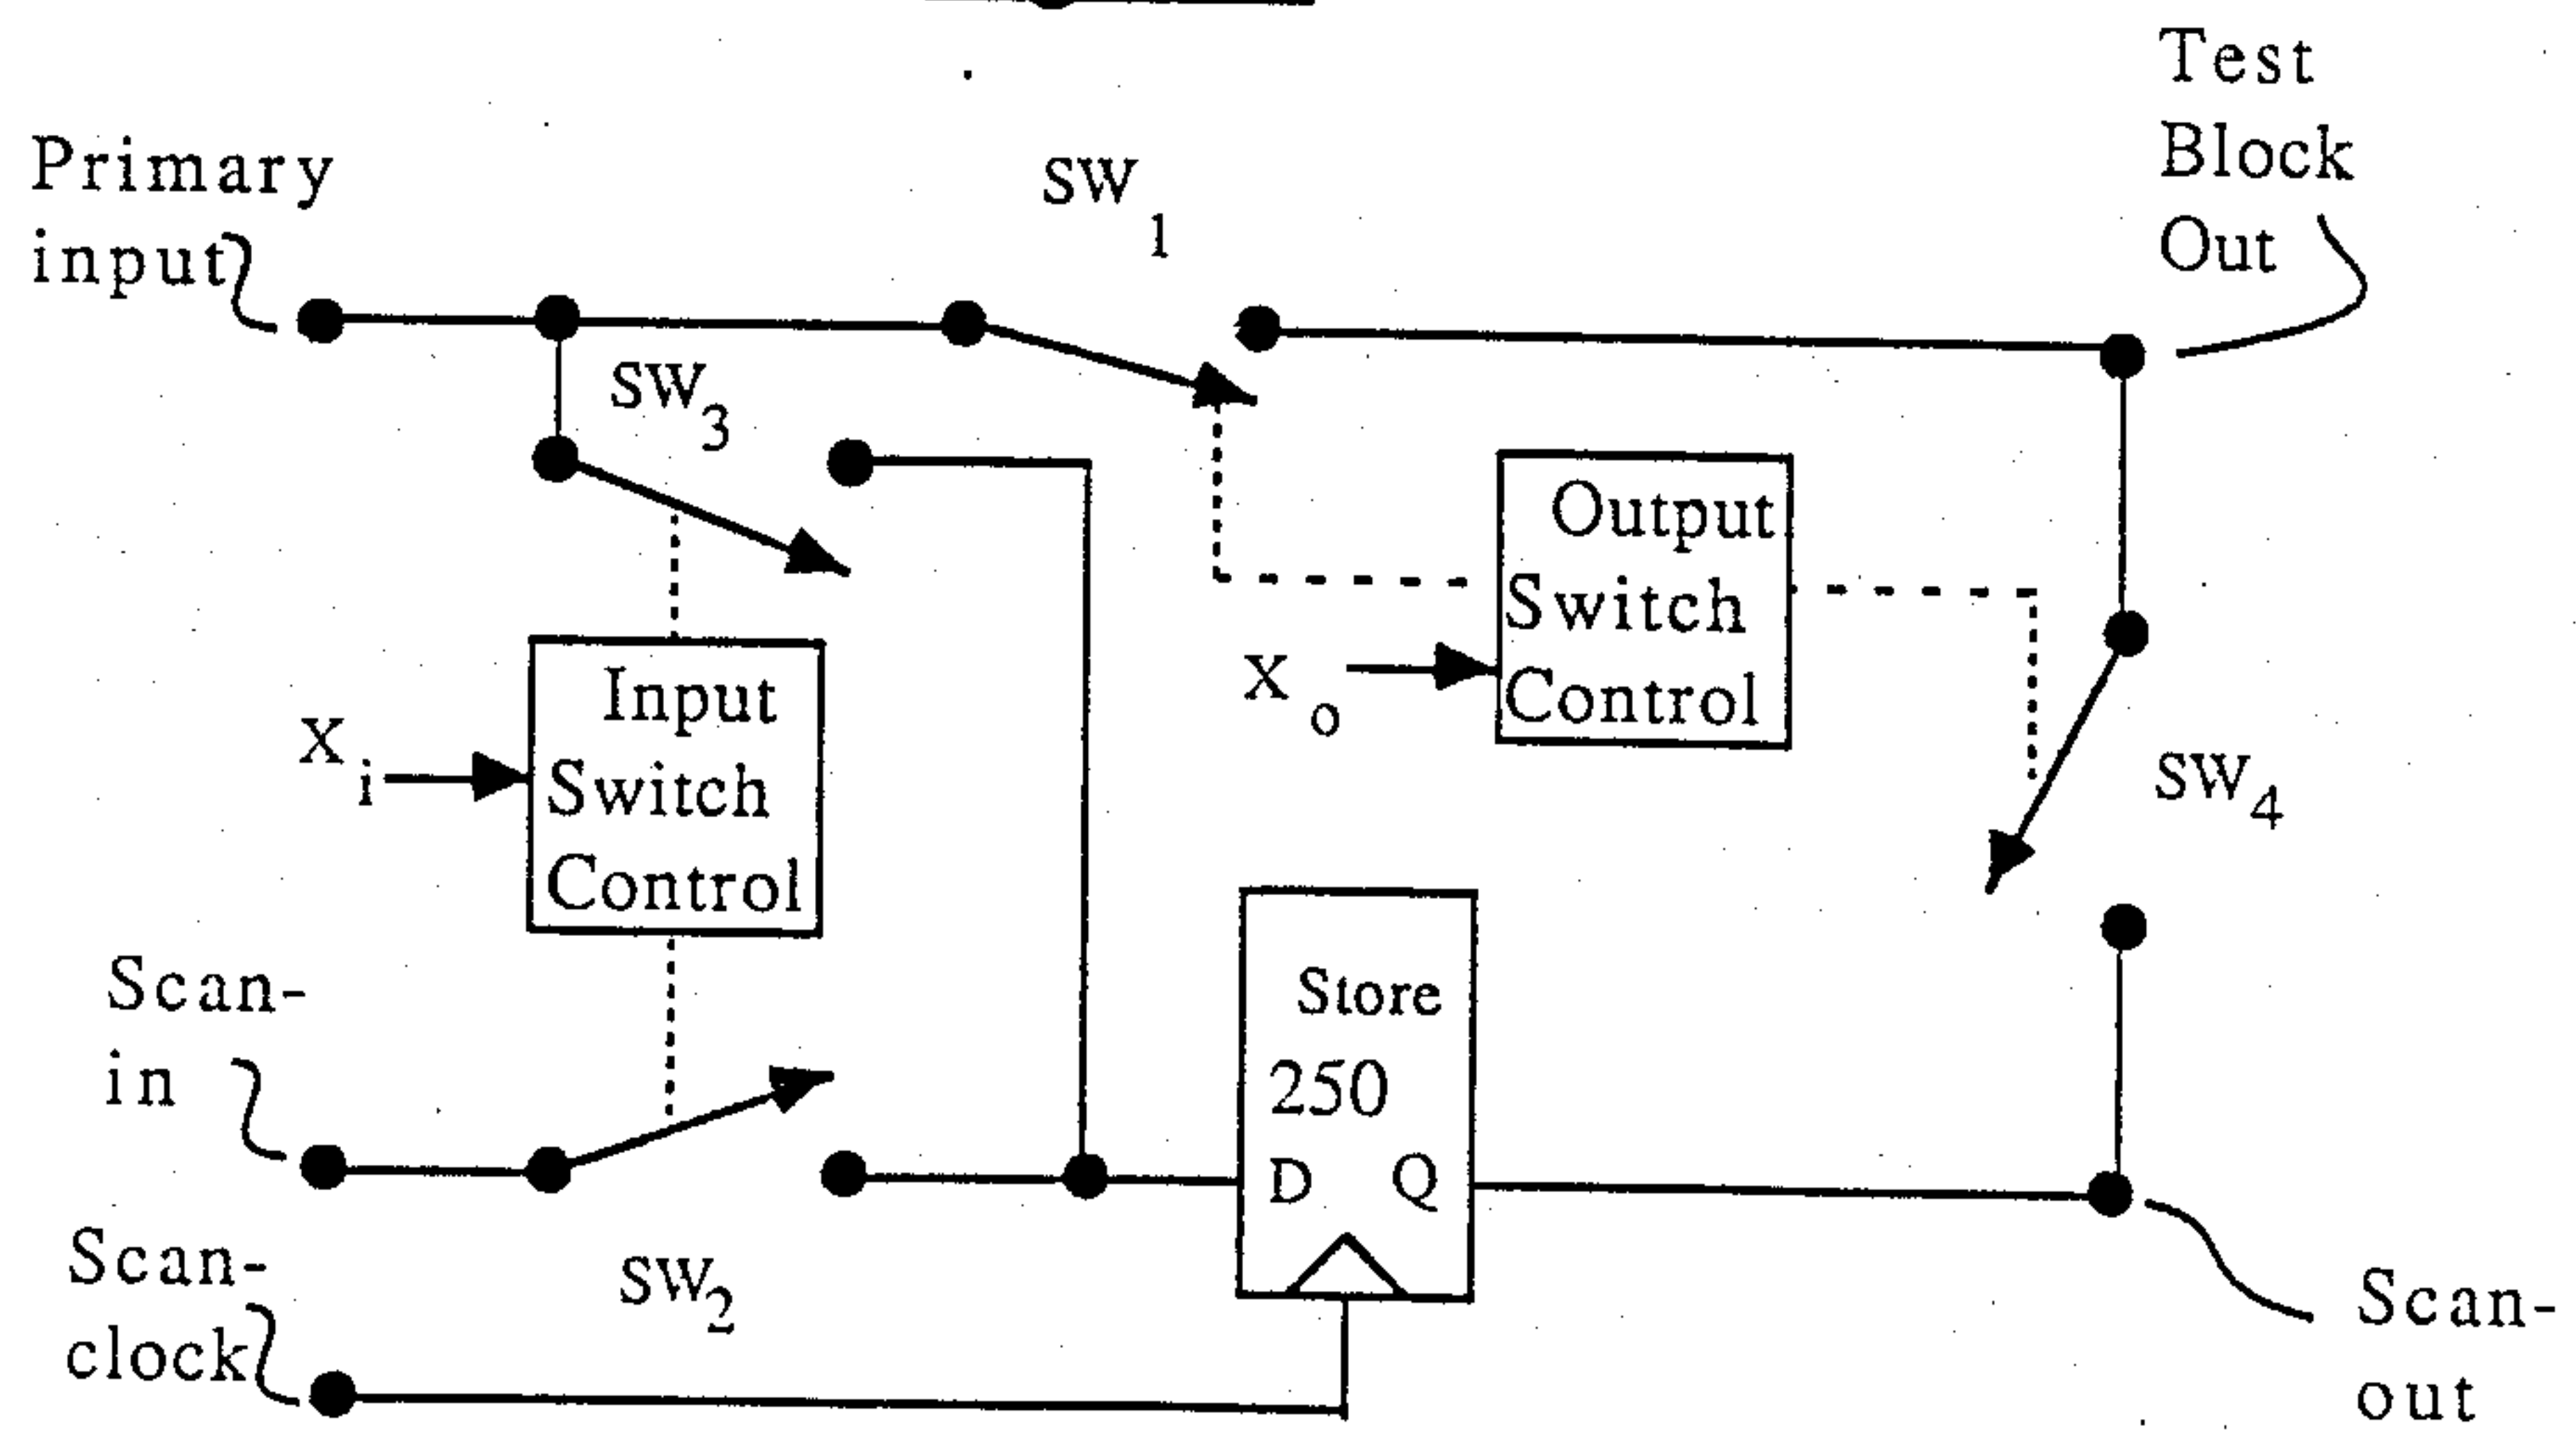 Test
Block
Out
Primary
input
SW1
SW3
Output
Switch
Control
Xo
Input
Switch
Control
Xi
SW4
Scan-
in
Store
250
D Q
Scan-
clock
SW2
Scan-
out